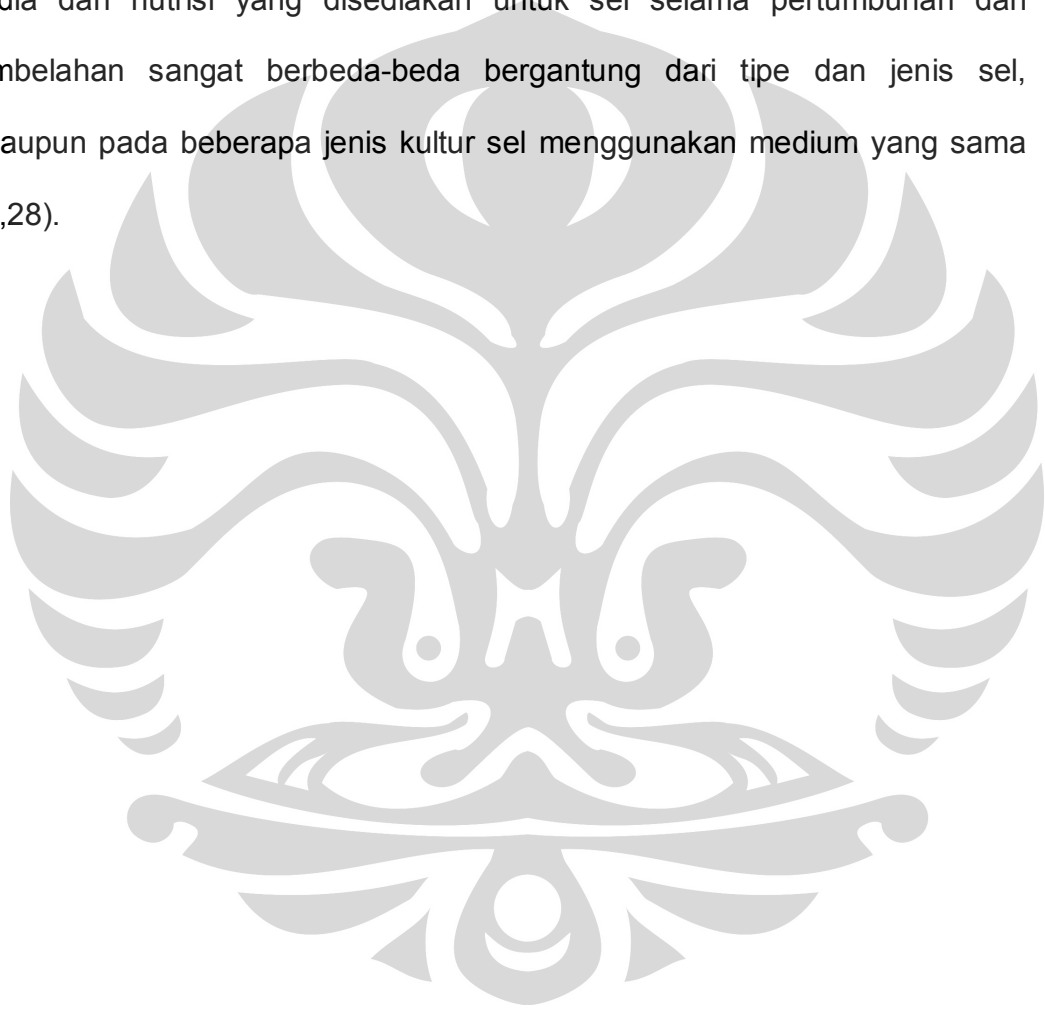 dia dan nutrisi yang disediakan untuk sel selama pertumbuhan dan
mbelahan sangat berbeda-beda bergantung dari tipe dan jenis sel,
aupun pada beberapa jenis kultur sel menggunakan medium yang sama
,28).